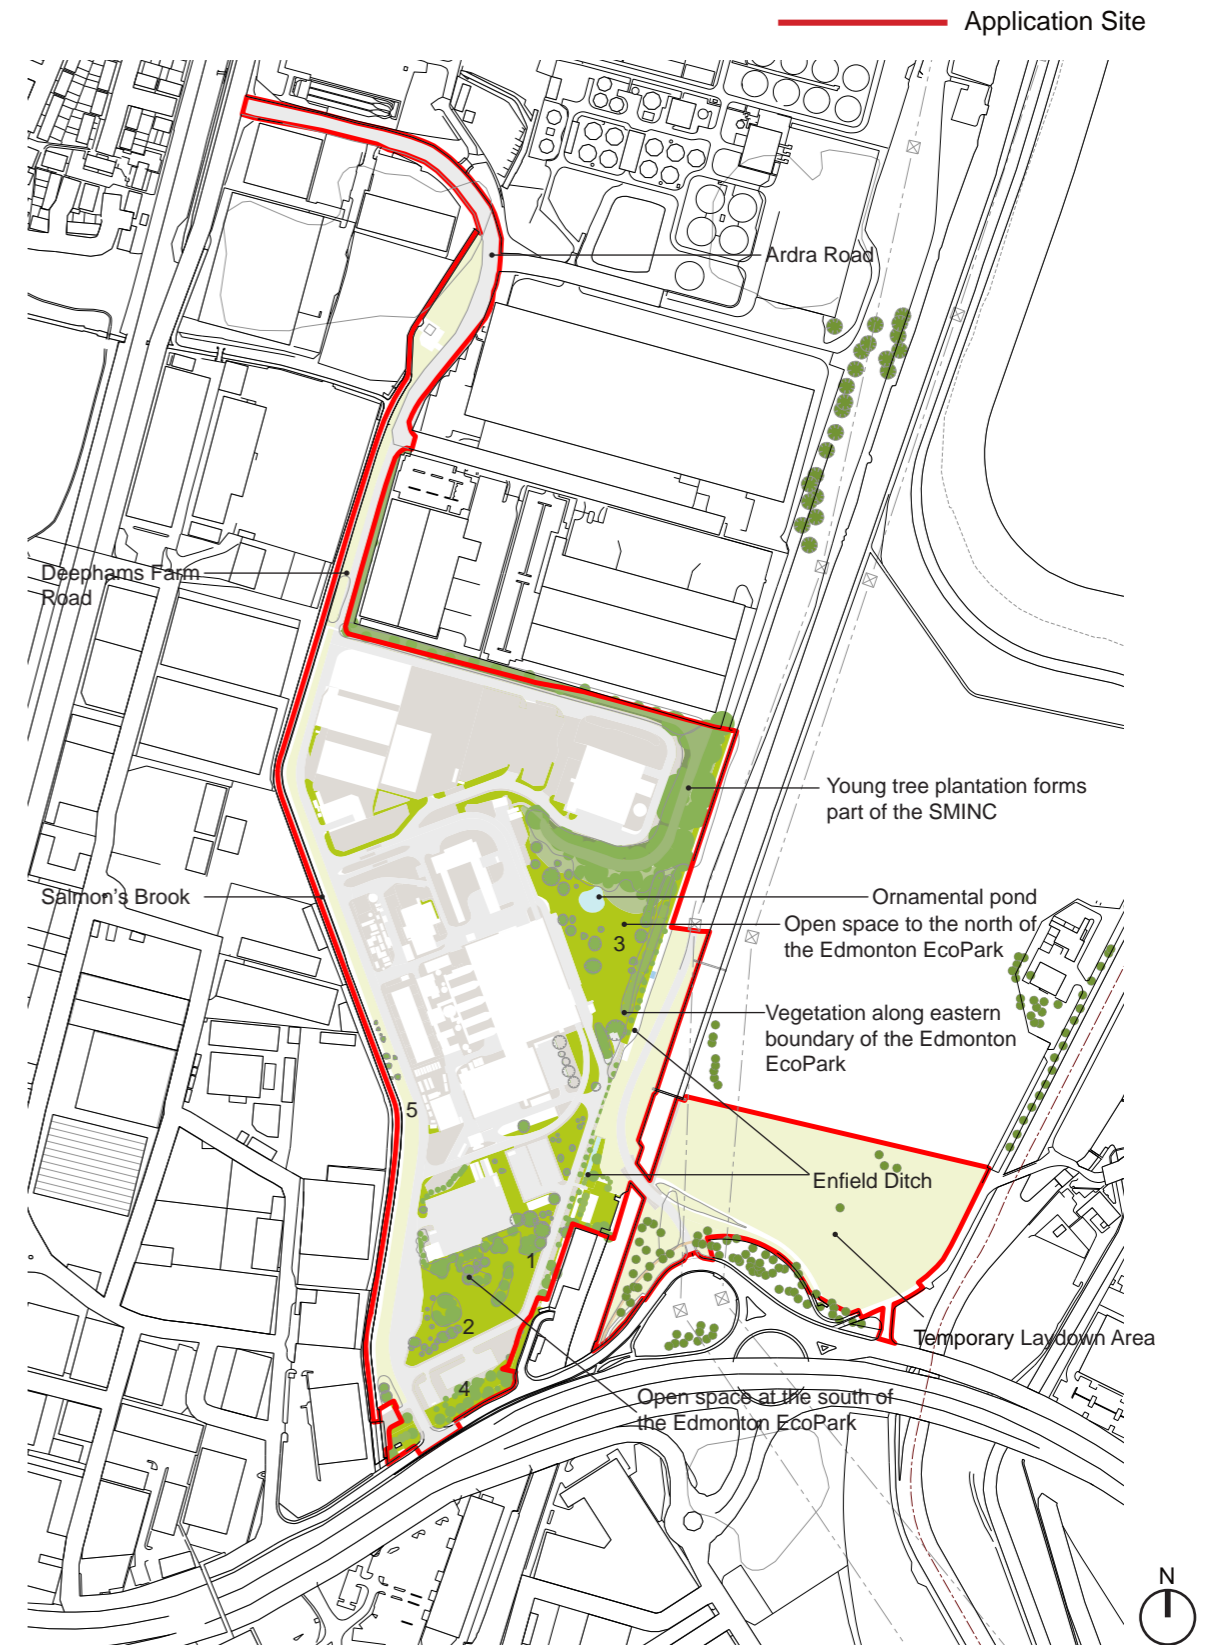 Application Site
Ardra Road
Deephams Farm
Road
Young tree plantation forms
part of the SMINC
Salmon's Brook
Ornamental pond
Open space to the north of
the Edmonton EcoPark
3
Vegetation along eastern
boundary of the Edmonton
EcoPark
5
Enfield Ditch
1
2
Temporary Laydown Area
4
Open space at the south of
the Edmonton EcoPark
N